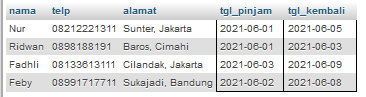 nama telp alamat tgl_pinjam tgl_kembali
Nur 08212221311 Sunter, Jakarta 2021-06-01 2021-06-05
Ridwan 0898188191 Baros, Cimahi 2021-06-01 2021-06-03
Fadhli 08133613111 Cilandak, Jakarta 2021-06-03 2021-06-09
Feby 08991717711 Sukajadi, Bandung 2021-06-02 2021-06-08